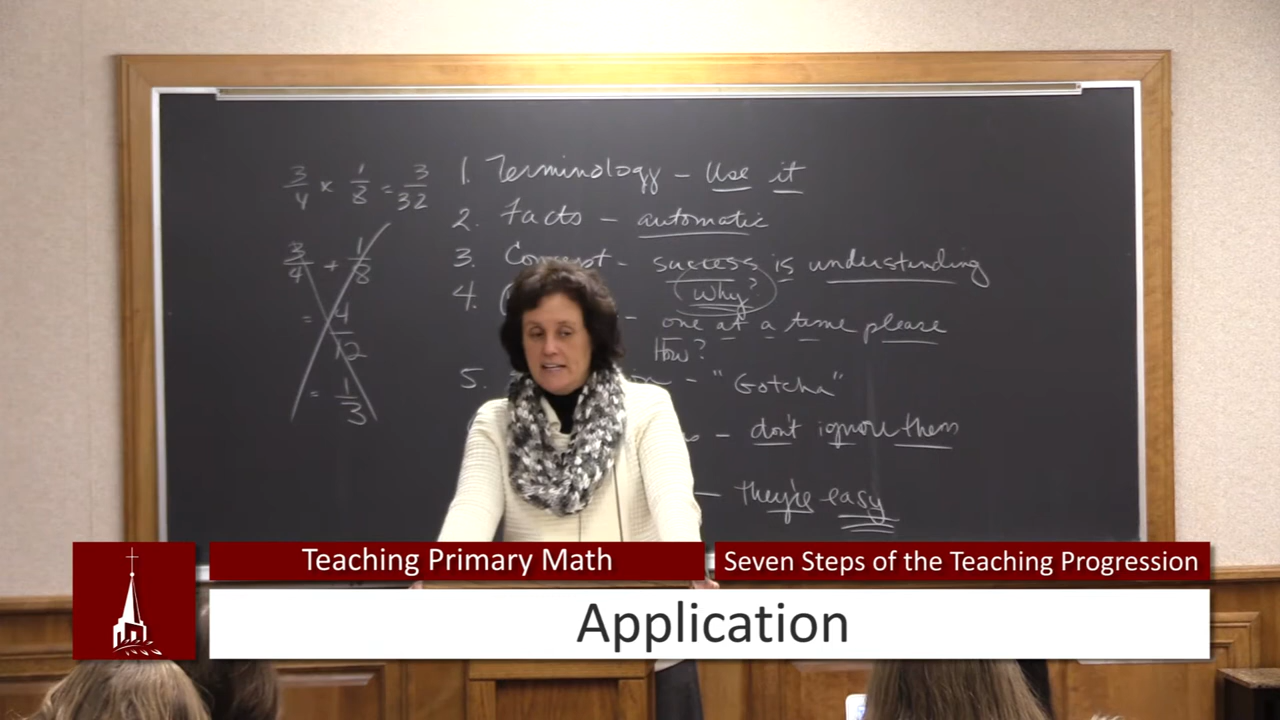 3/4 × 1/8 = 3/32
3/4 + 1/8
= 4/12
= 1/3
1. Terminology - Use it
2. Facts - automatic
3. Concept - success is understanding
Why?
4. - one at a time please
How?
5. - "Gotcha"
- don't ignore them
- they're easy
Teaching Primary Math
Seven Steps of the Teaching Progression
Application